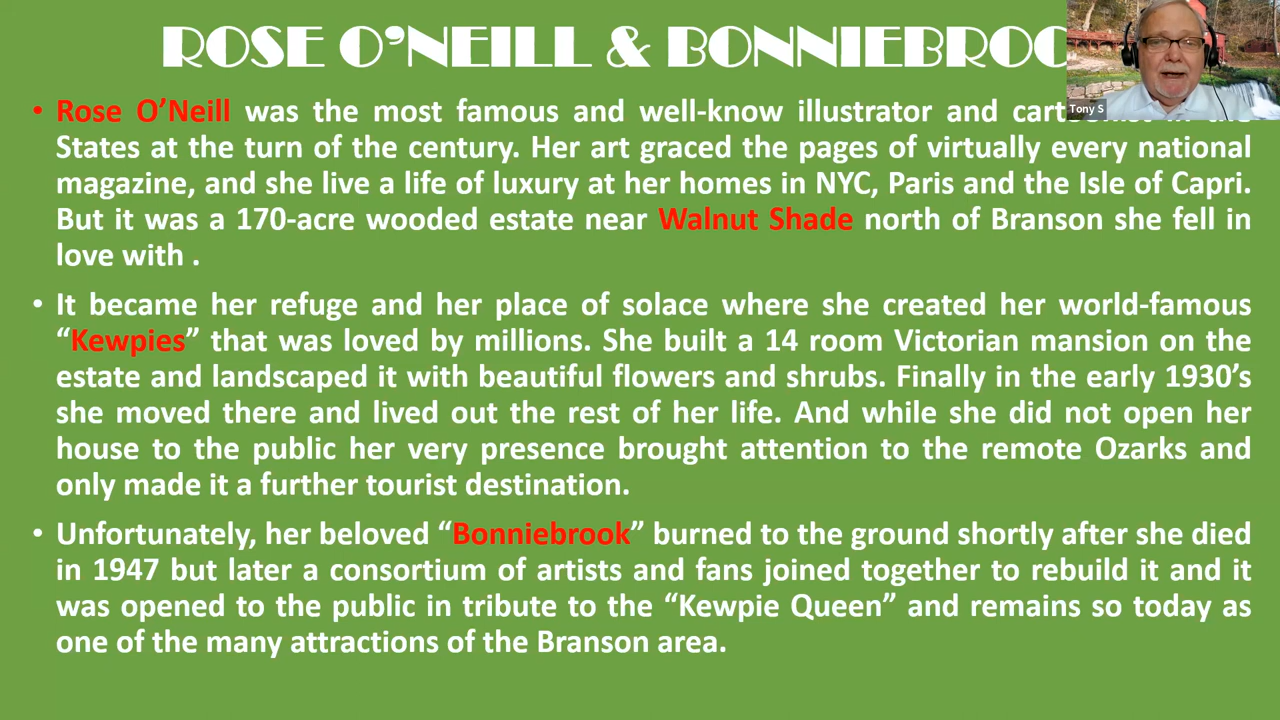 ROSE O’NEILL & BONNIEBROO
Tony S
• Rose O’Neill was the most famous and well-know illustrator and
States at the turn of the century. Her art graced the pages of virtually every national
magazine, and she live a life of luxury at her homes in NYC, Paris and the Isle of Capri.
But it was a 170-acre wooded estate near Walnut Shade north of Branson she fell in
love with .
• It became her refuge and her place of solace where she created her world-famous
“Kewpies” that was loved by millions. She built a 14 room Victorian mansion on the
estate and landscaped it with beautiful flowers and shrubs. Finally in the early 1930’s
she moved there and lived out the rest of her life. And while she did not open her
house to the public her very presence brought attention to the remote Ozarks and
only made it a further tourist destination.
• Unfortunately, her beloved “Bonniebrook” burned to the ground shortly after she died
in 1947 but later a consortium of artists and fans joined together to rebuild it and it
was opened to the public in tribute to the “Kewpie Queen” and remains so today as
one of the many attractions of the Branson area.